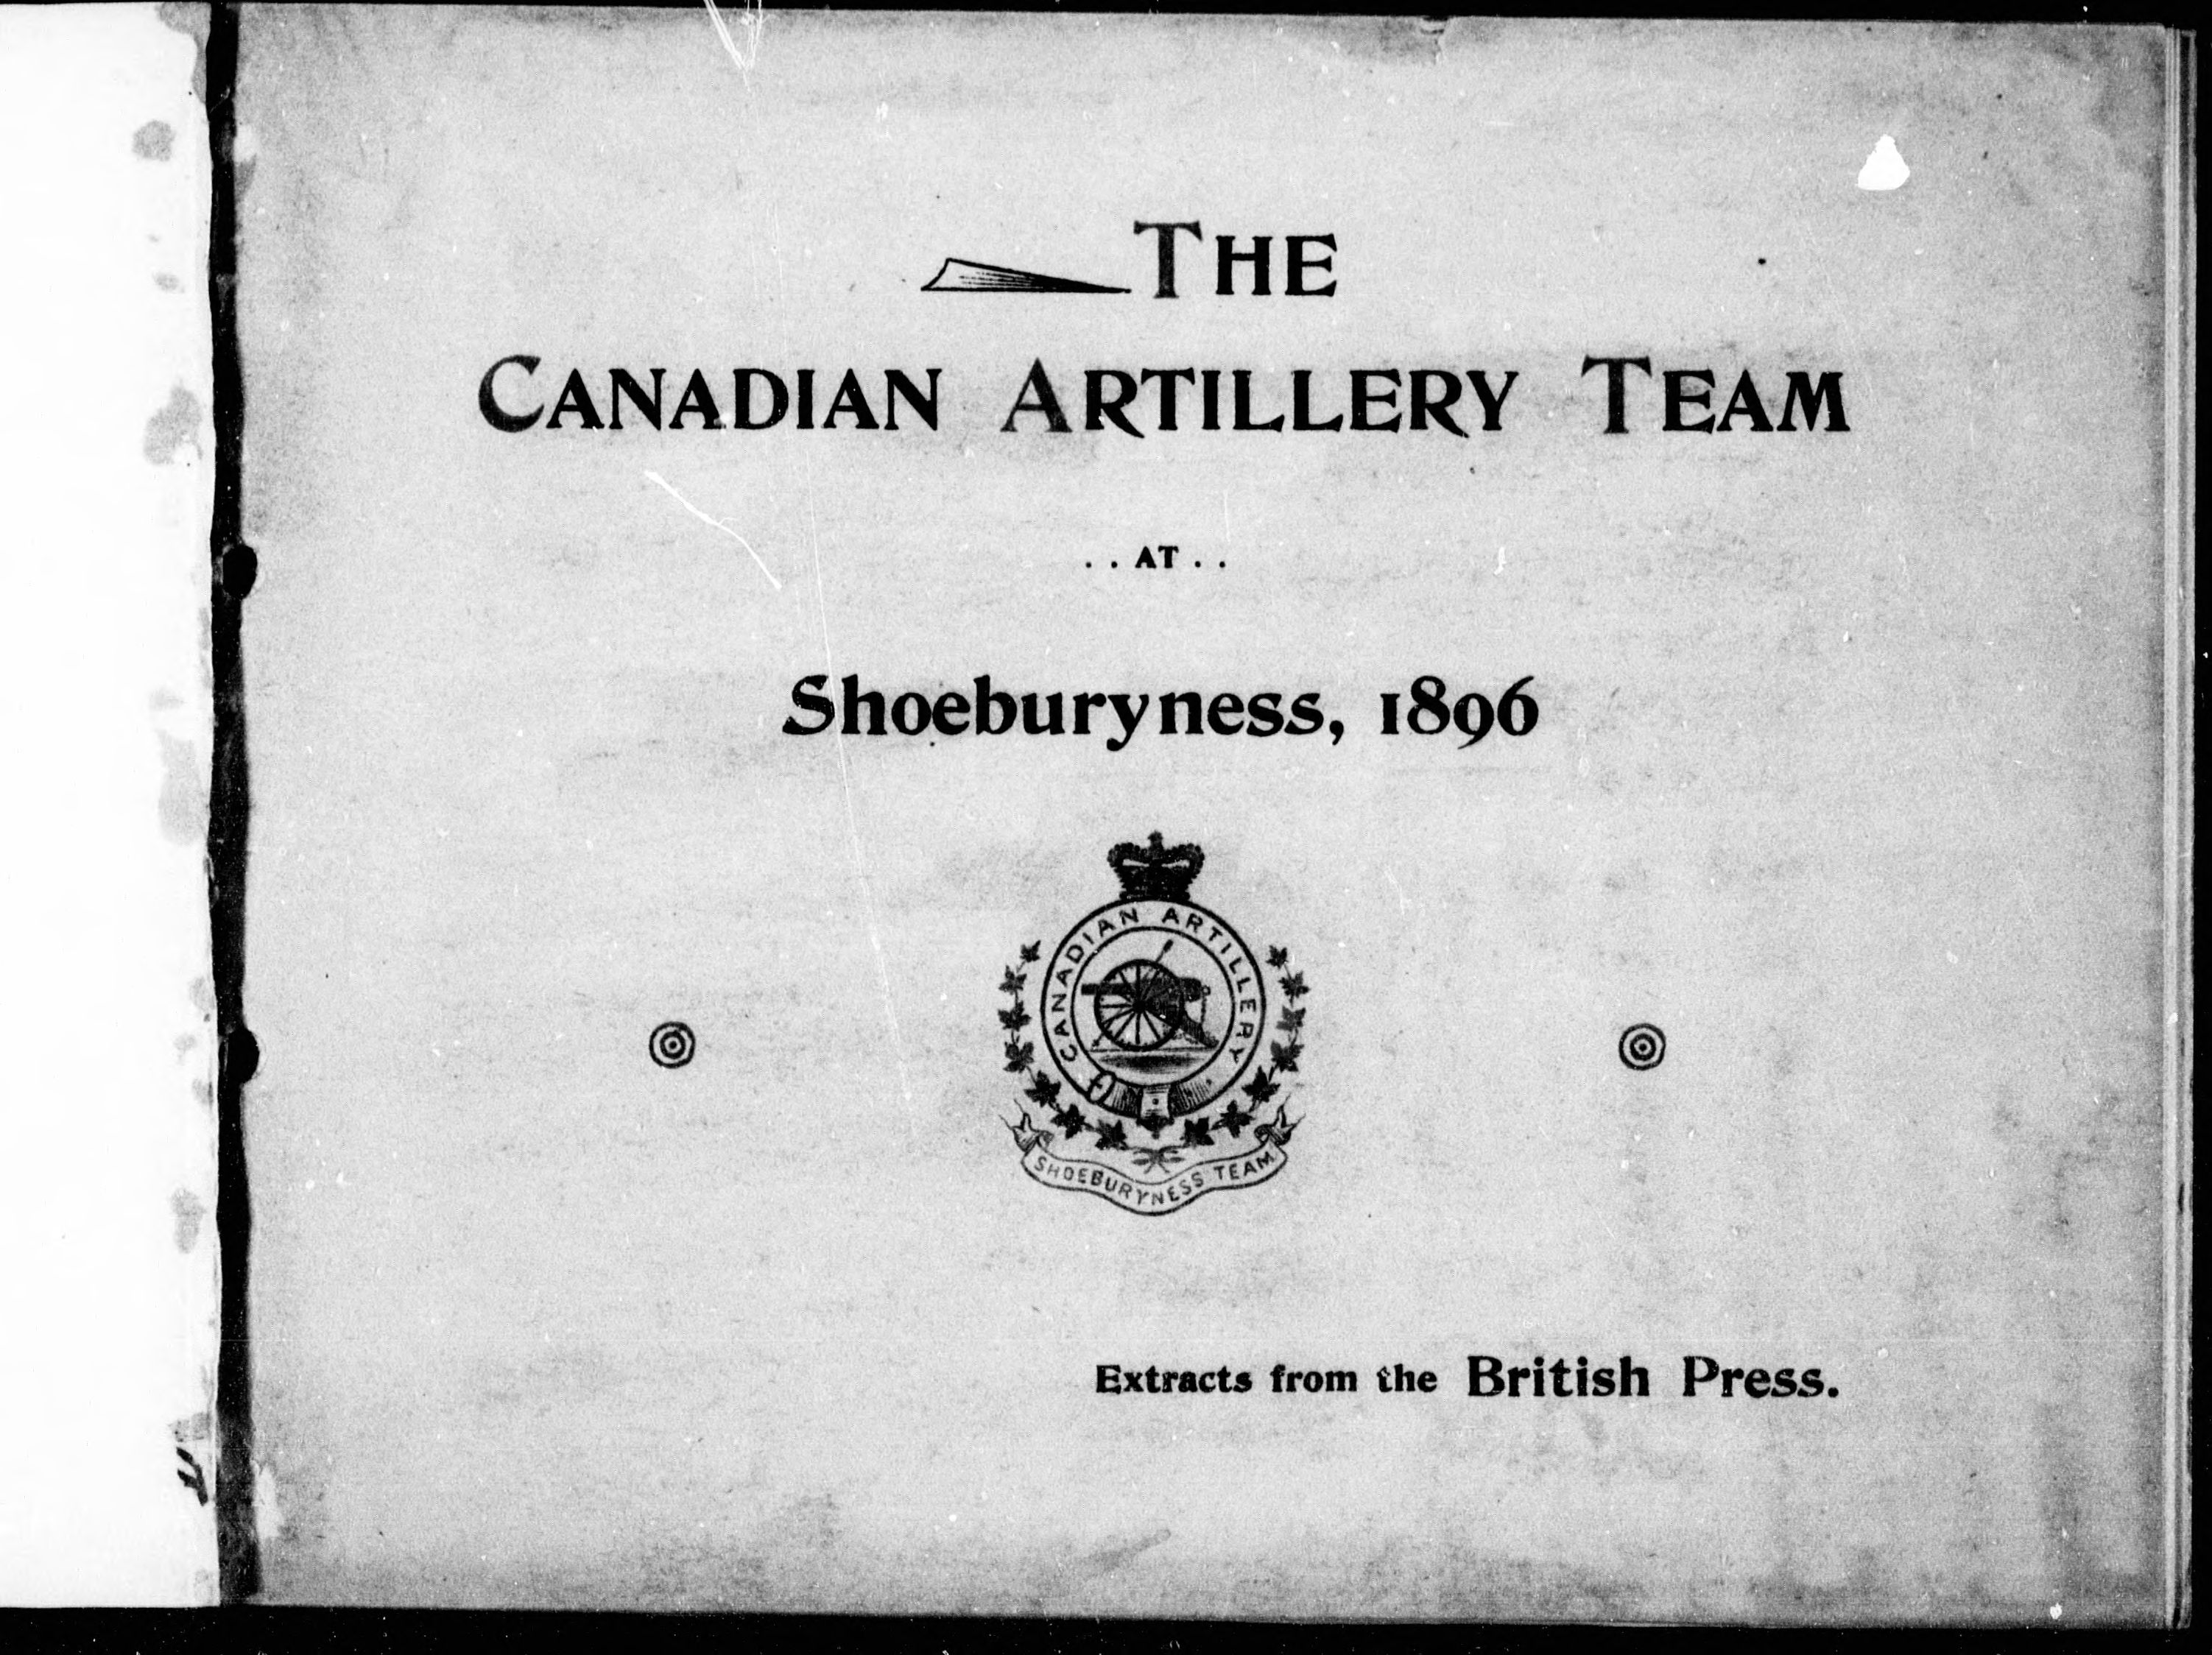 THE
CANADIAN ARTILLERY TEAM
. . AT . .
Shoeburyness, 1896
CANADIAN ARTILLERY
SHOEBURYNESS TEAM
Extracts from the British Press.